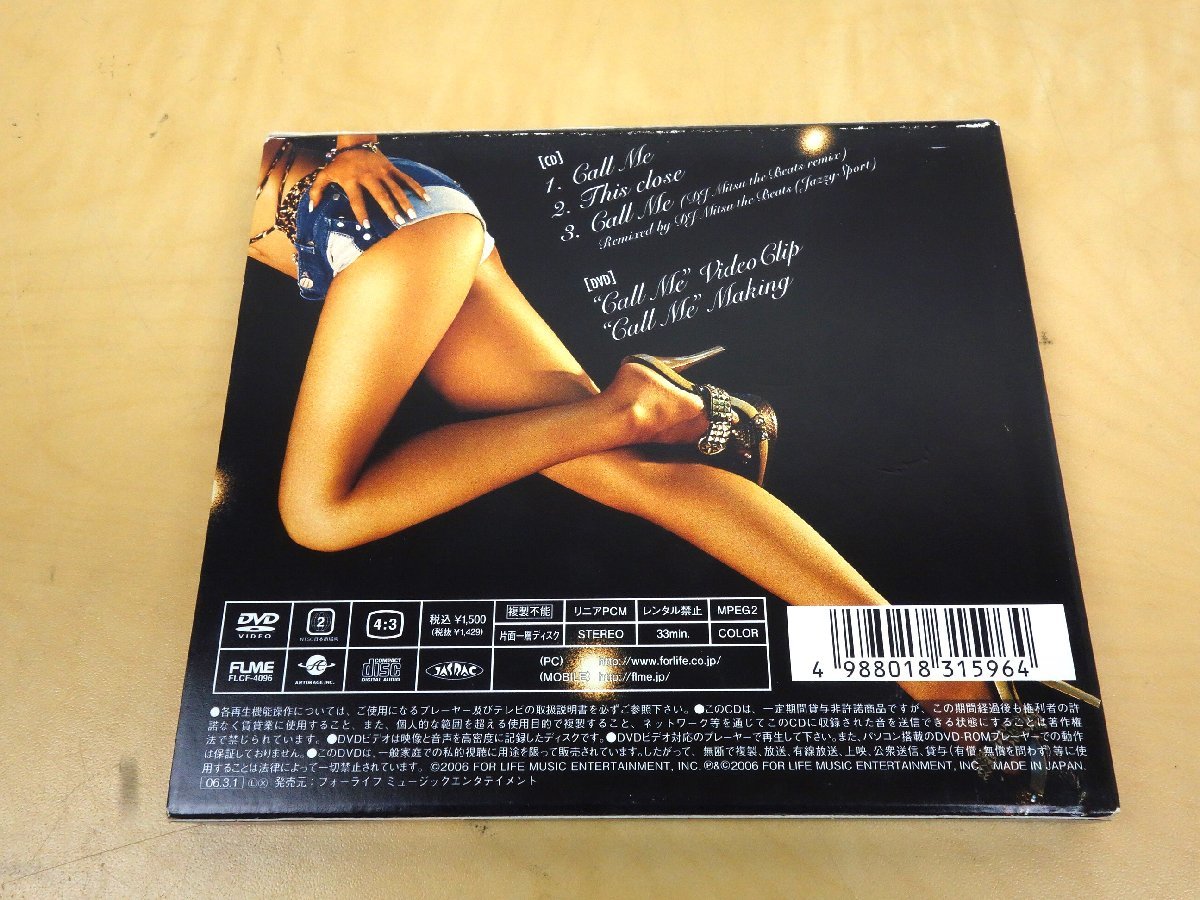 [CD]
1. Call Me
2. This close
3. Call Me (DJ Mitsu the Beats remix)
Remixed by DJ Mitsu the Beats (Jazzy Sport)
[DVD]
"Call Me" Video Clip
"Call Me" Making
DVD VIDEO
2
4:3
税込 ¥1,500
(税抜 ¥1,429)
複製不能 リニアPCM レンタル禁止 MPEG2
片面一層ディスク STEREO 33min. COLOR
FLME
FLCF-4096
ARTIMAGE INC.
COMPACT disc DIGITAL AUDIO
JASRAC
(PC) http://www.forlife.co.jp/
(MOBILE) http://flme.jp/
4 988018 315964
●各再生機能操作については、ご使用になるプレーヤー及びテレビの取扱説明書を必ずご参照下さい。●このCDは、一定期間貸与非許諾商品ですが、この期間経過後も権利者の許
諾なく賃貸業に使用すること、また、個人的な範囲を超える使用目的で複製すること、ネットワーク等を通じてこのCDに収録された音を送信できる状態にすることは著作権
法で禁じられています。●DVDビデオは映像と音声を高密度に記録したディスクです。●DVDビデオ対応のプレーヤーで再生して下さい。また、パソコン搭載のDVD-ROMプレーヤーでの動作
は保証しておりません。●このDVDは、一般家庭での私的視聴に用途を限って販売されています。したがって、無断で複製、放送、有線放送、上映、公衆送信、貸与(有償・無償を問わず)等に使
用することは法律によって一切禁止されています。©2006 FOR LIFE MUSIC ENTERTAINMENT, INC. ℗&©2006 FOR LIFE MUSIC ENTERTAINMENT, INC. MADE IN JAPAN.
06.3.1 Ⓛ Ⓧ 発売元：フォーライフ ミュージックエンタテイメント